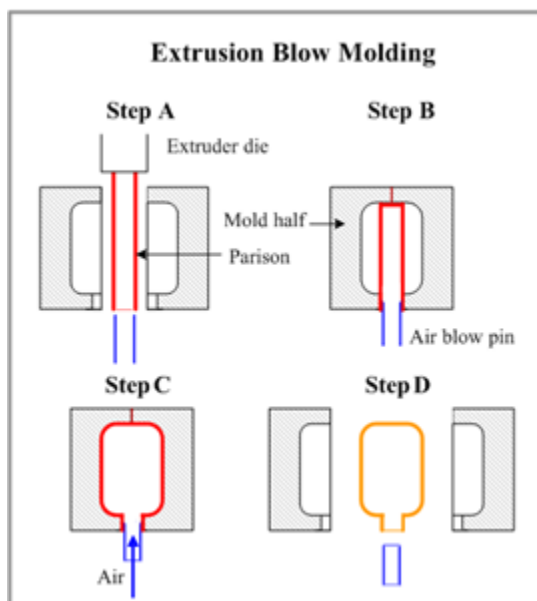 Extrusion Blow Molding
Step A
Step B
Extruder die
Mold half
Parison
Air blow pin
Step C
Step D
Air